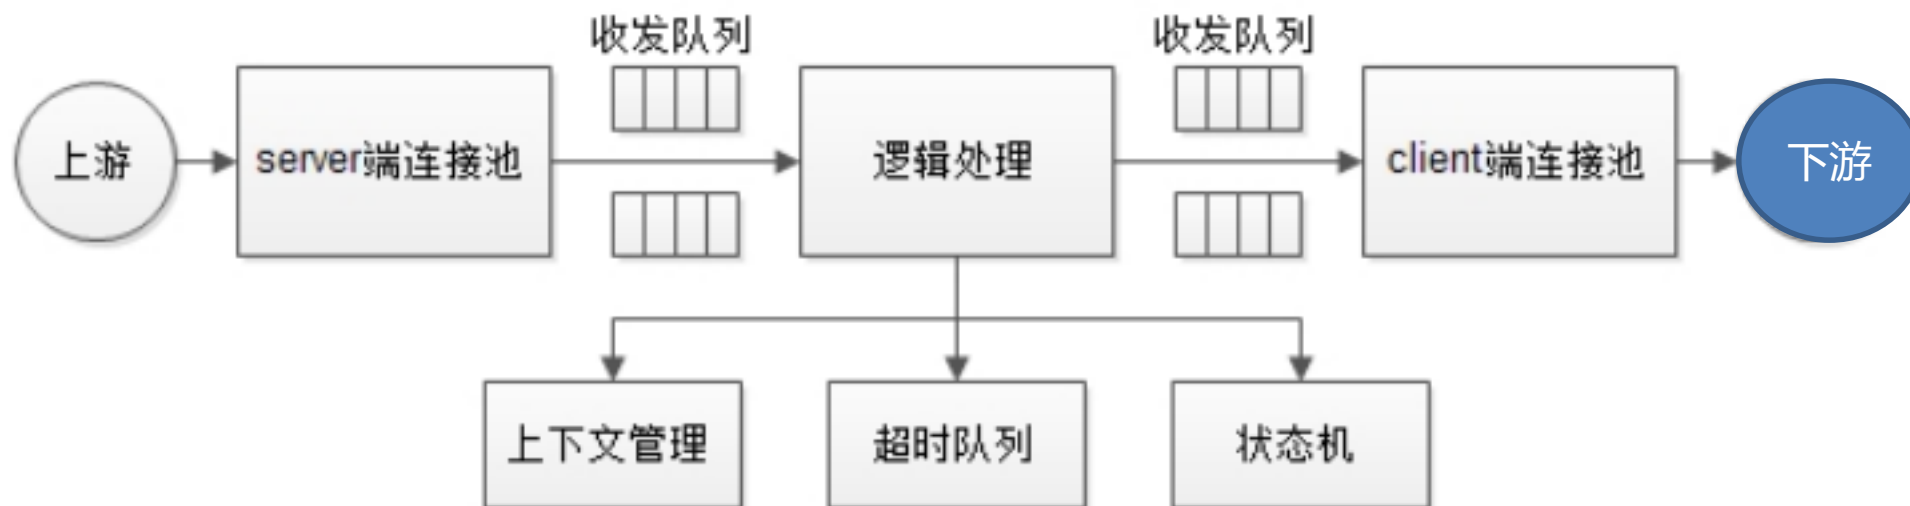 收发队列
收发队列
上游
server端连接池
逻辑处理
client端连接池
下游
上下文管理
超时队列
状态机